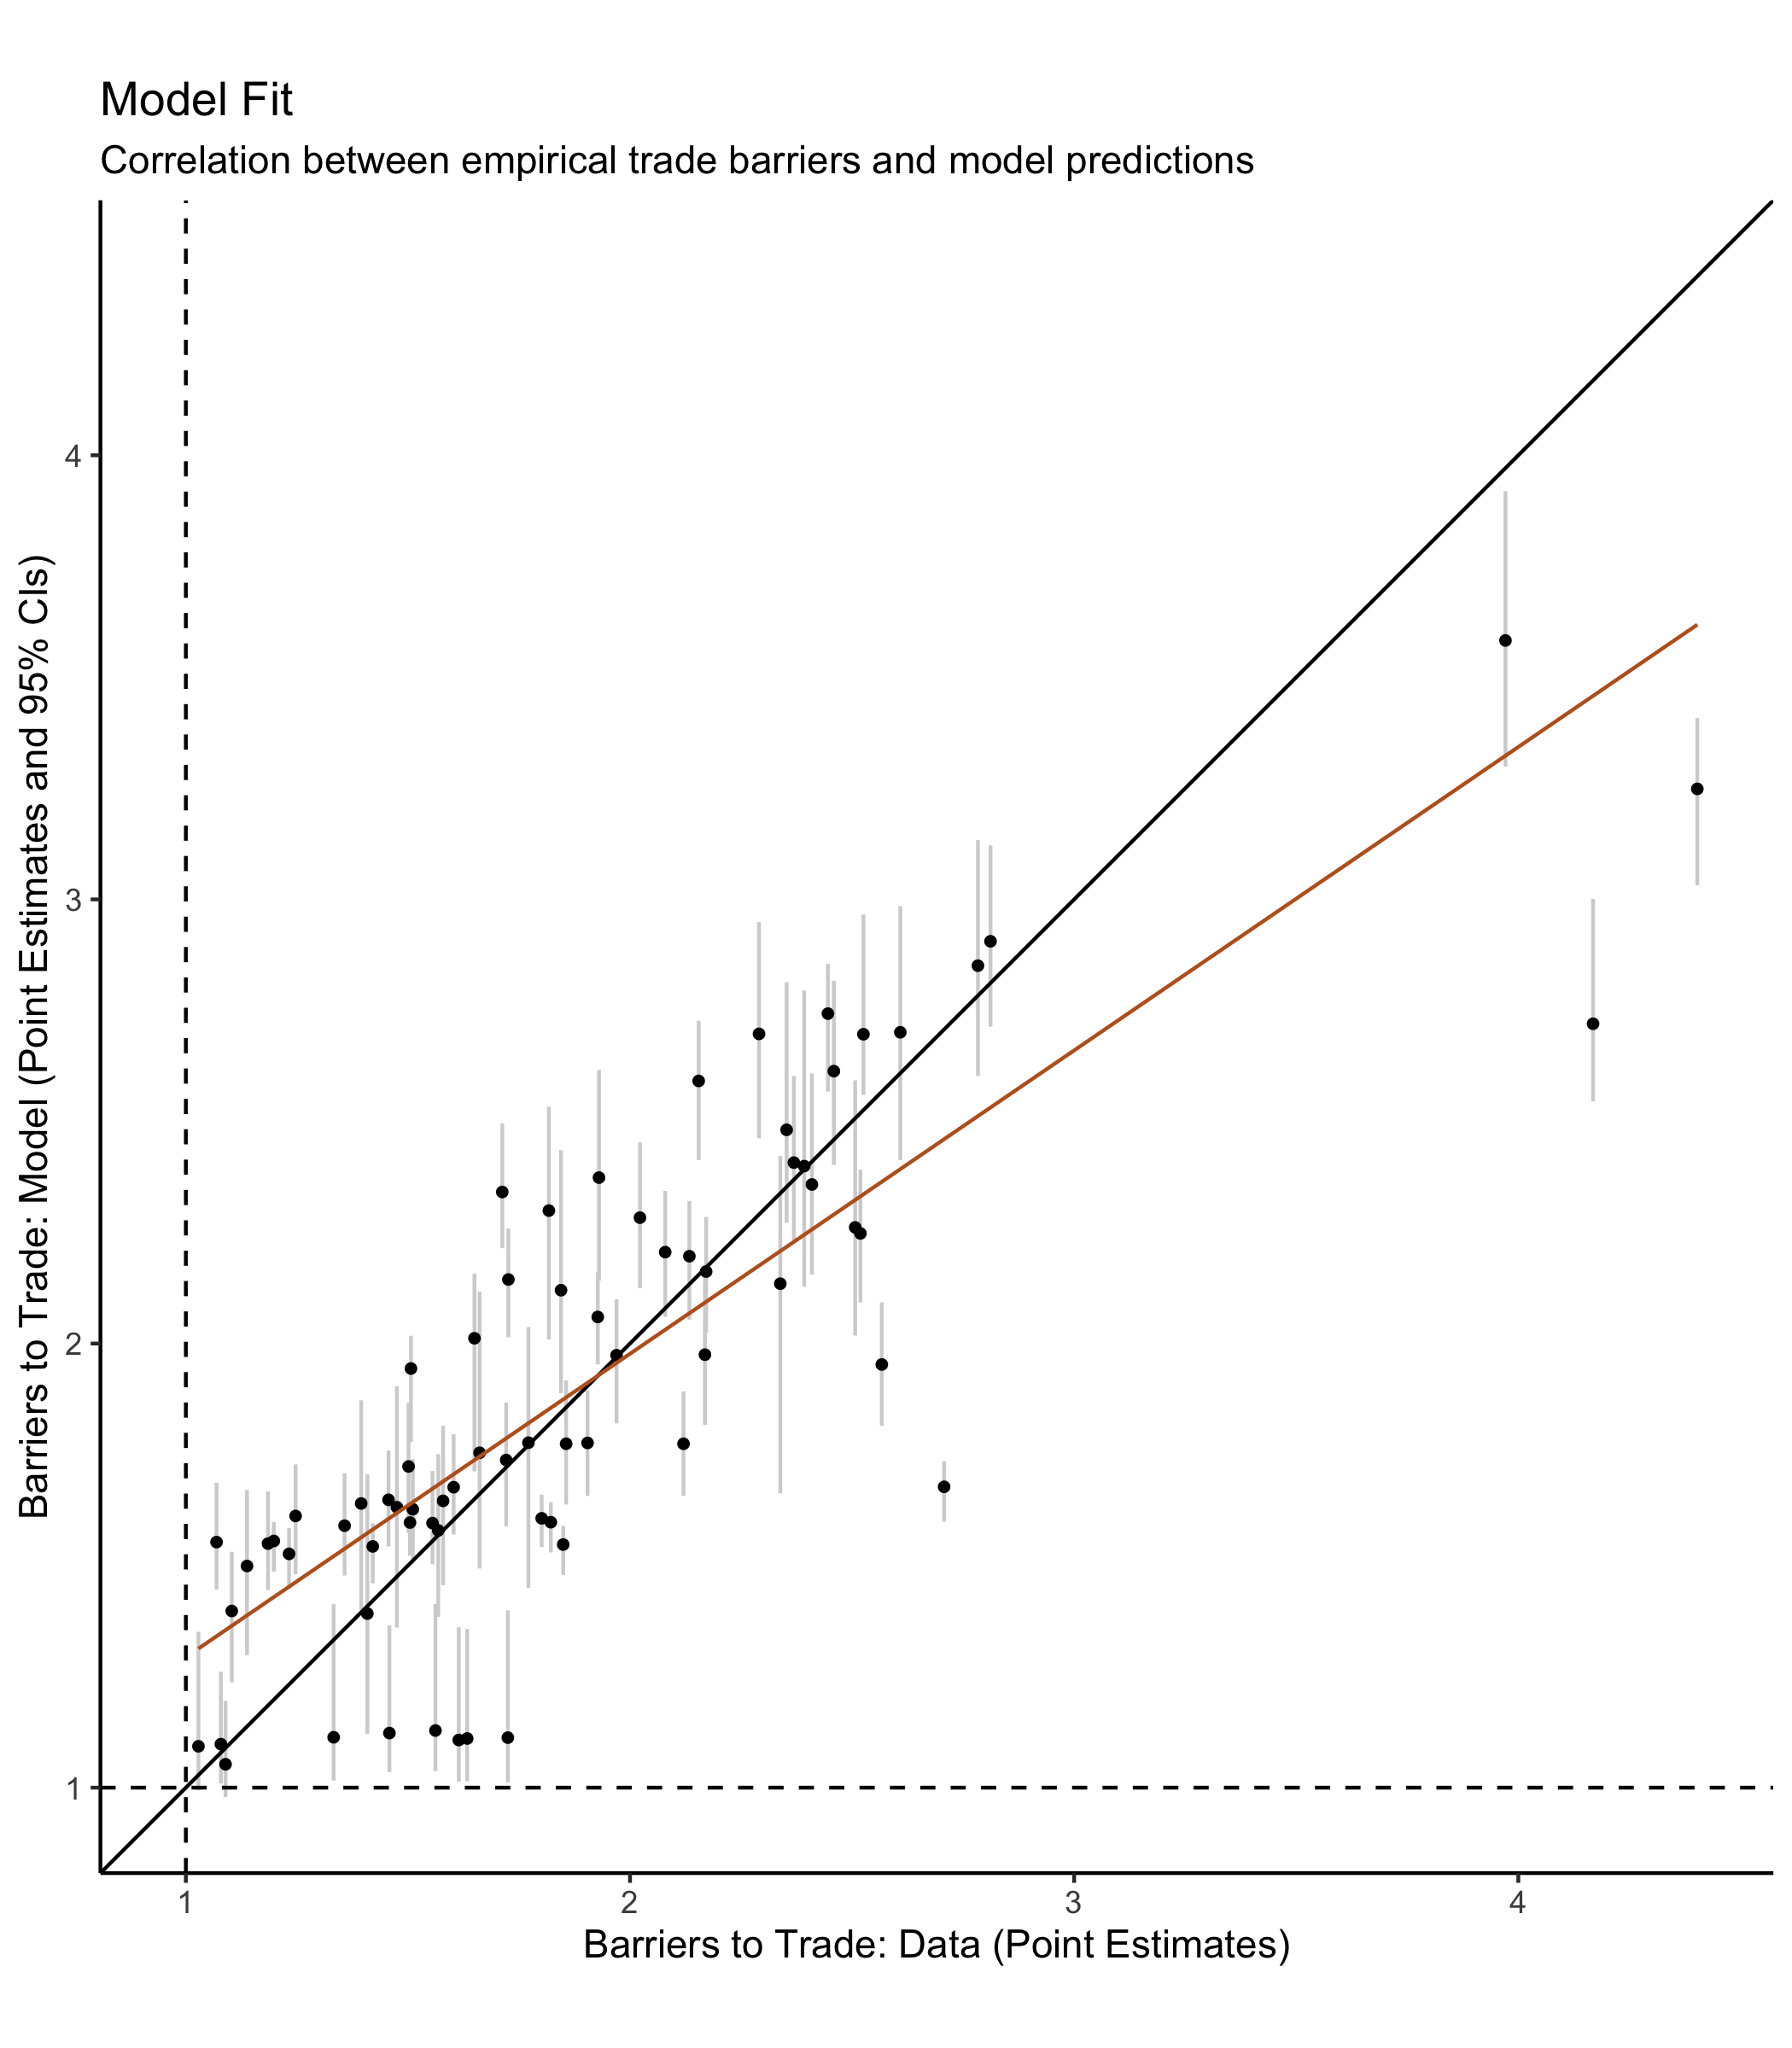 Model Fit
Correlation between empirical trade barriers and model predictions
Barriers to Trade: Model (Point Estimates and 95% CIs)
4
3
2
1
1 2 3 4
Barriers to Trade: Data (Point Estimates)